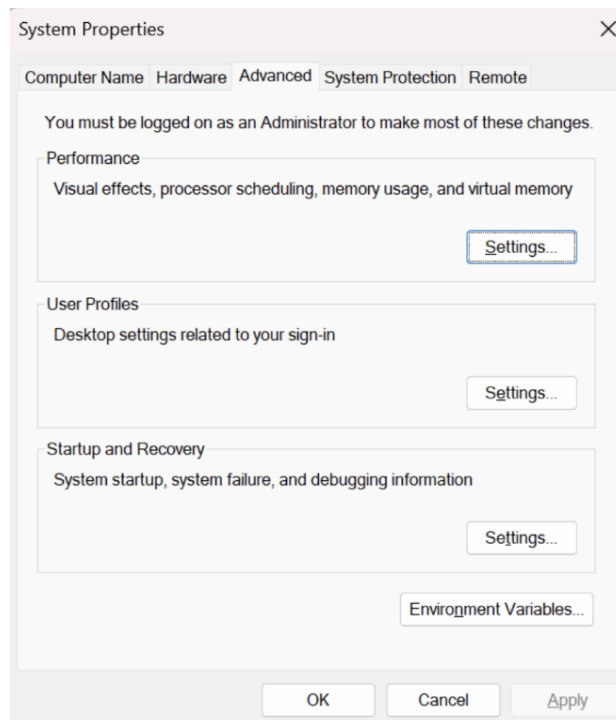 System Properties
Computer Name Hardware Advanced System Protection Remote
You must be logged on as an Administrator to make most of these changes.
Performance
Visual effects, processor scheduling, memory usage, and virtual memory
Settings...
User Profiles
Desktop settings related to your sign-in
Settings...
Startup and Recovery
System startup, system failure, and debugging information
Settings...
Environment Variables...
OK Cancel Apply